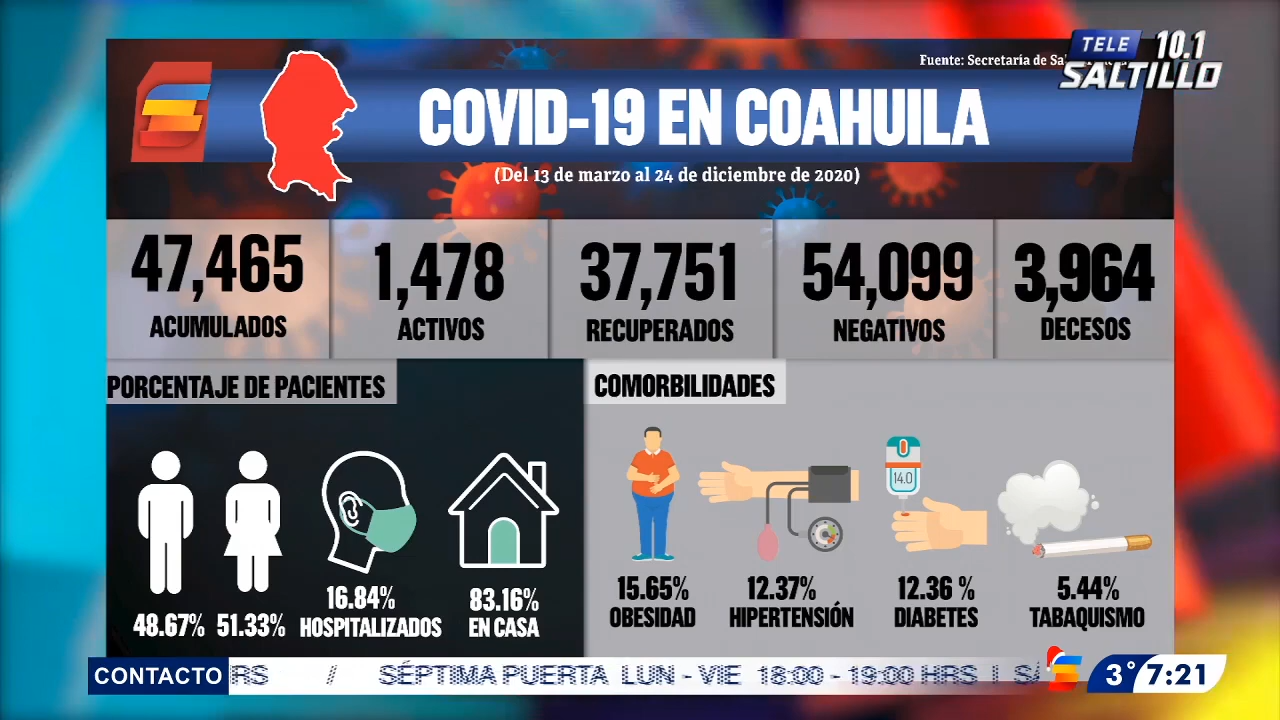 Fuente: Secretaría de
TELE 10.1
SALTILLO
COVID-19 EN COAHUILA
(Del 13 de marzo al 24 de diciembre de 2020)
47,465
ACUMULADOS
1,478
ACTIVOS
37,751
RECUPERADOS
54,099
NEGATIVOS
3,964
DECESOS
PORCENTAJE DE PACIENTES
48.67%
51.33%
16.84%
HOSPITALIZADOS
83.16%
EN CASA
COMORBILIDADES
14.0
15.65%
OBESIDAD
12.37%
HIPERTENSIÓN
12.36 %
DIABETES
5.44%
TABAQUISMO
CONTACTO
RS / SÉPTIMA PUERTA LUN - VIE 18:00 - 19:00 HRS I SÁ
3° 7:21